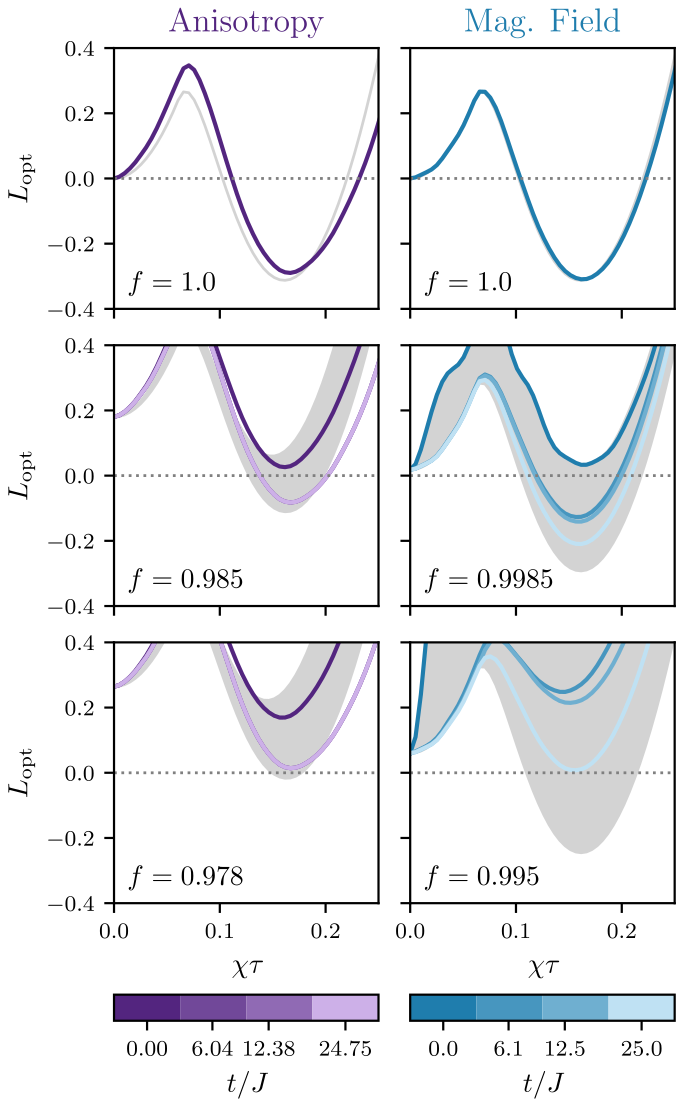 Anisotropy Mag. Field
0.4
0.2
0.0
−0.2
−0.4
L_opt
f = 1.0 f = 1.0
0.4
0.2
0.0
−0.2
−0.4
L_opt
f = 0.985 f = 0.9985
0.4
0.2
0.0
−0.2
−0.4
L_opt
f = 0.978 f = 0.995
0.0 0.1 0.2 0.0 0.1 0.2
χτ χτ
0.00 6.04 12.38 24.75 0.0 6.1 12.5 25.0
t/J t/J